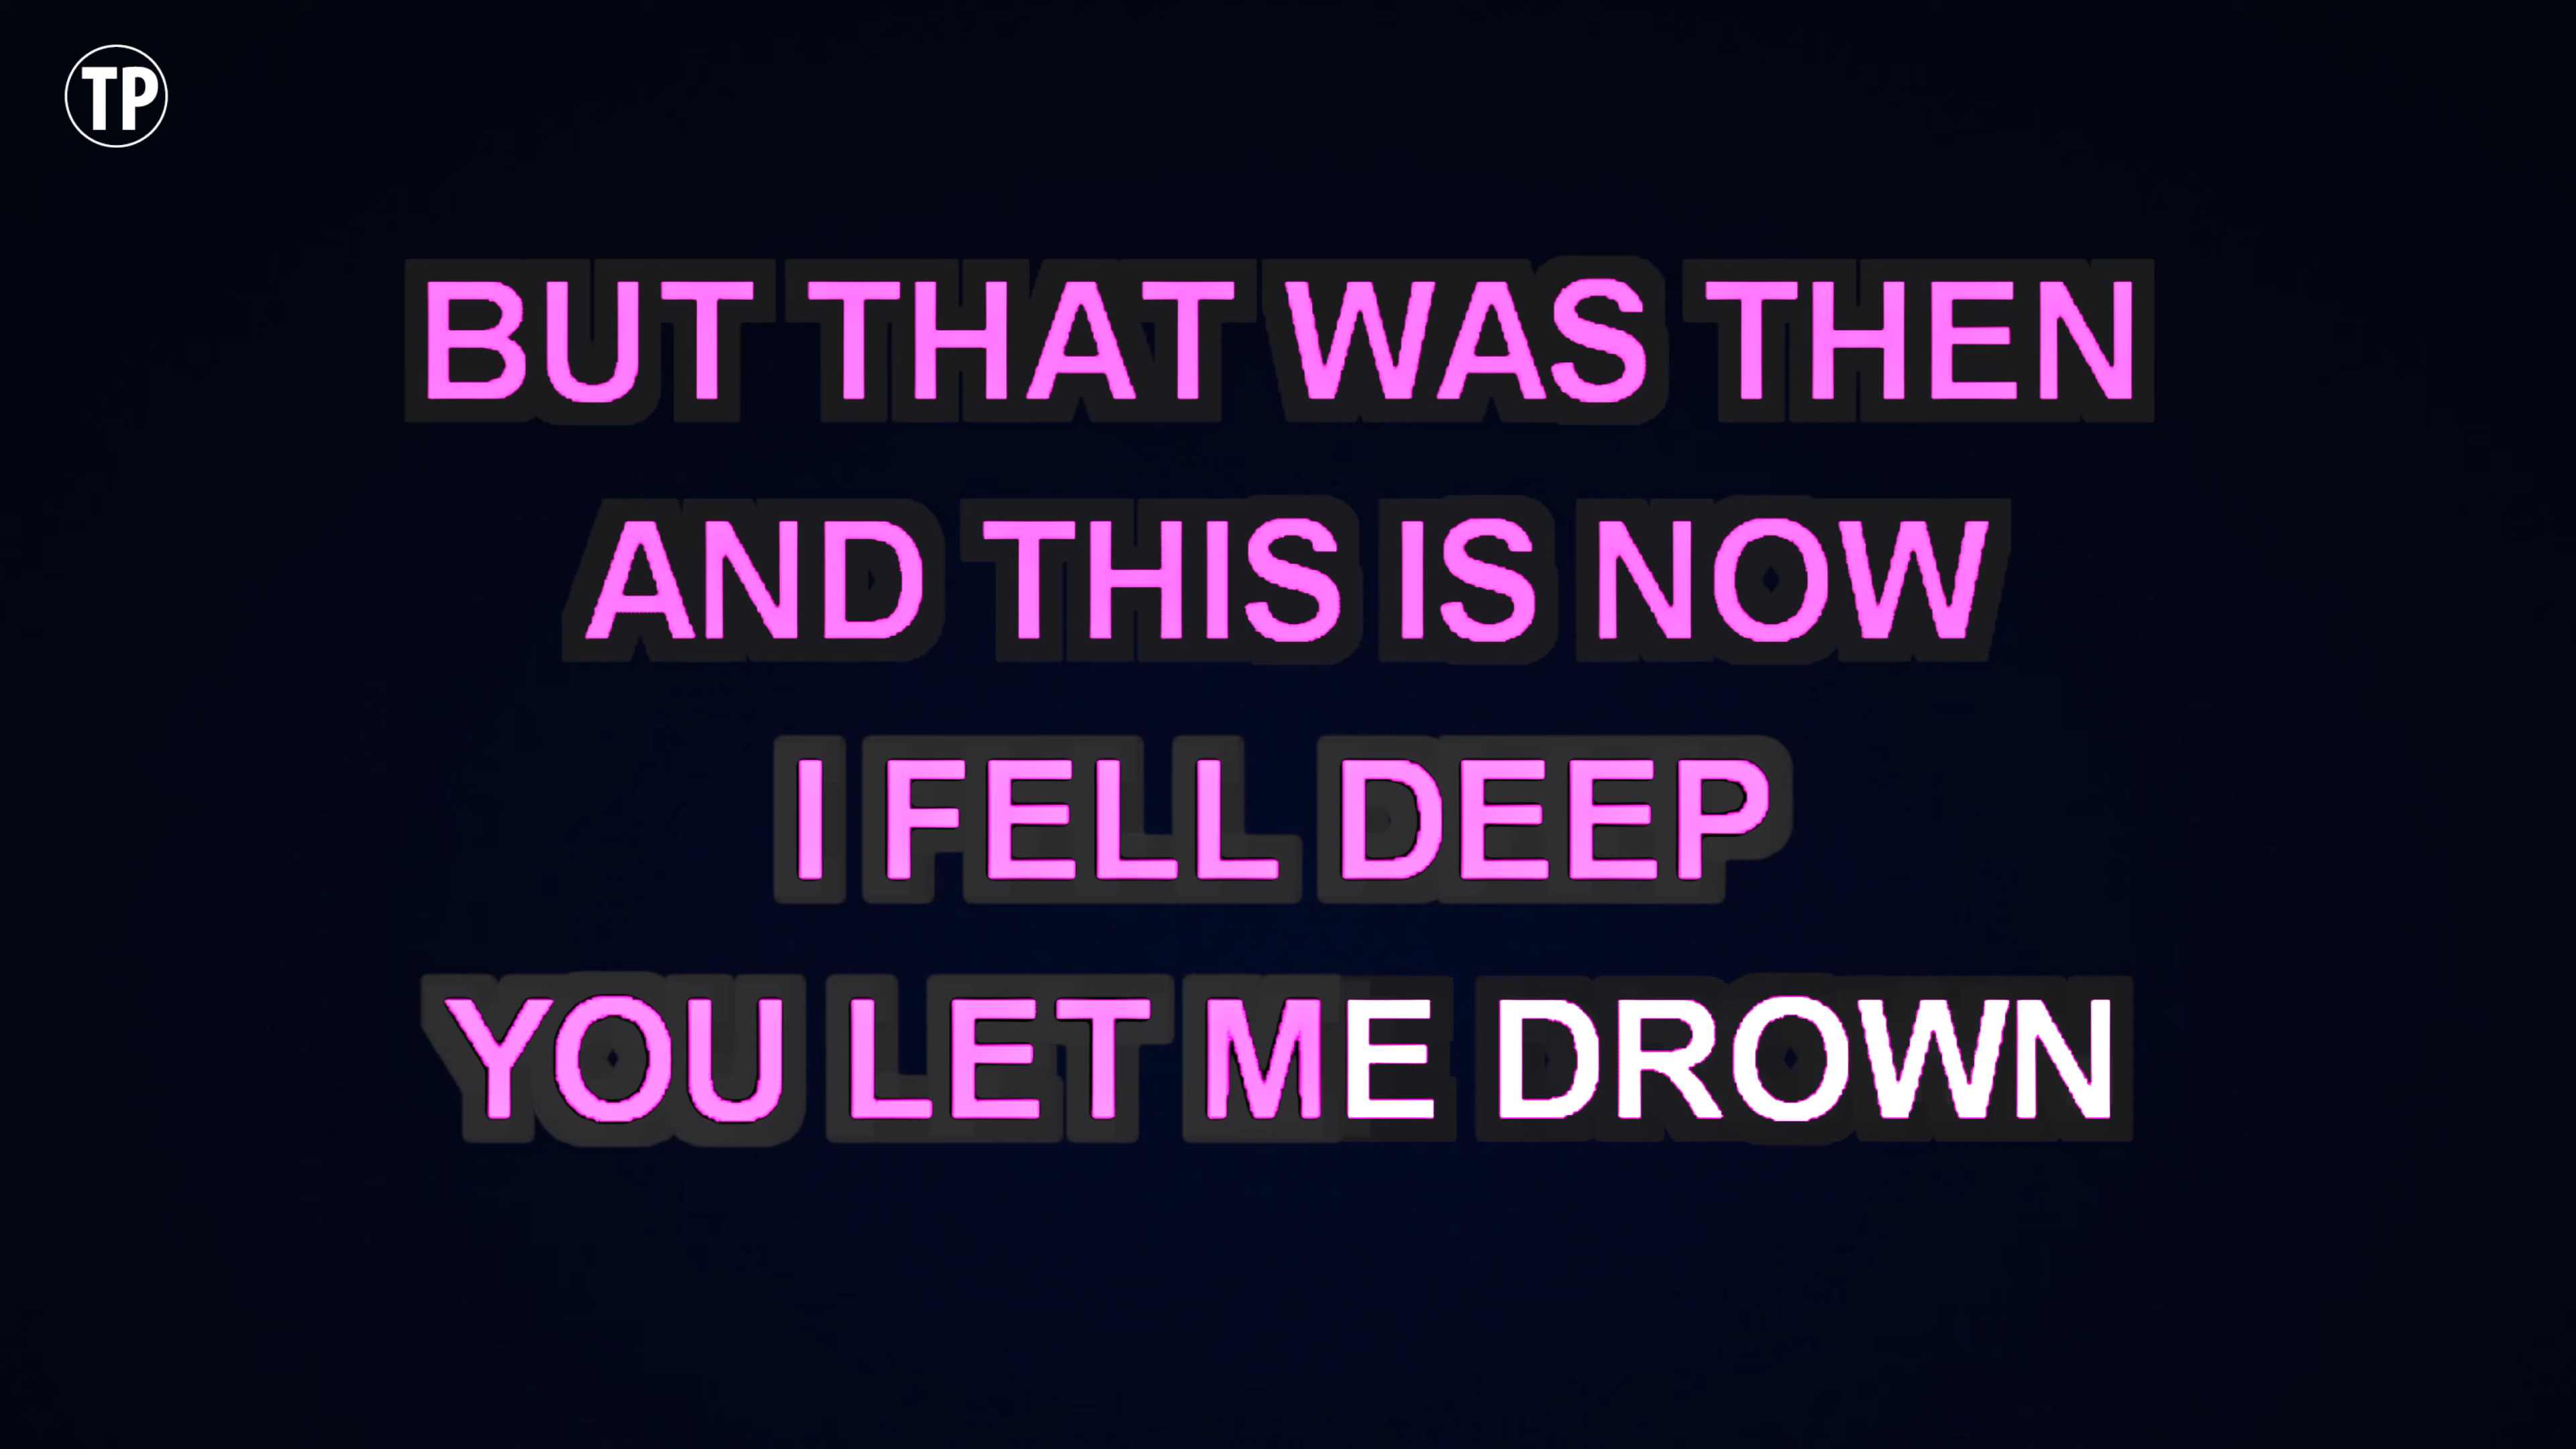 TP
BUT THAT WAS THEN
AND THIS IS NOW
I FELL DEEP
YOU LET ME DROWN